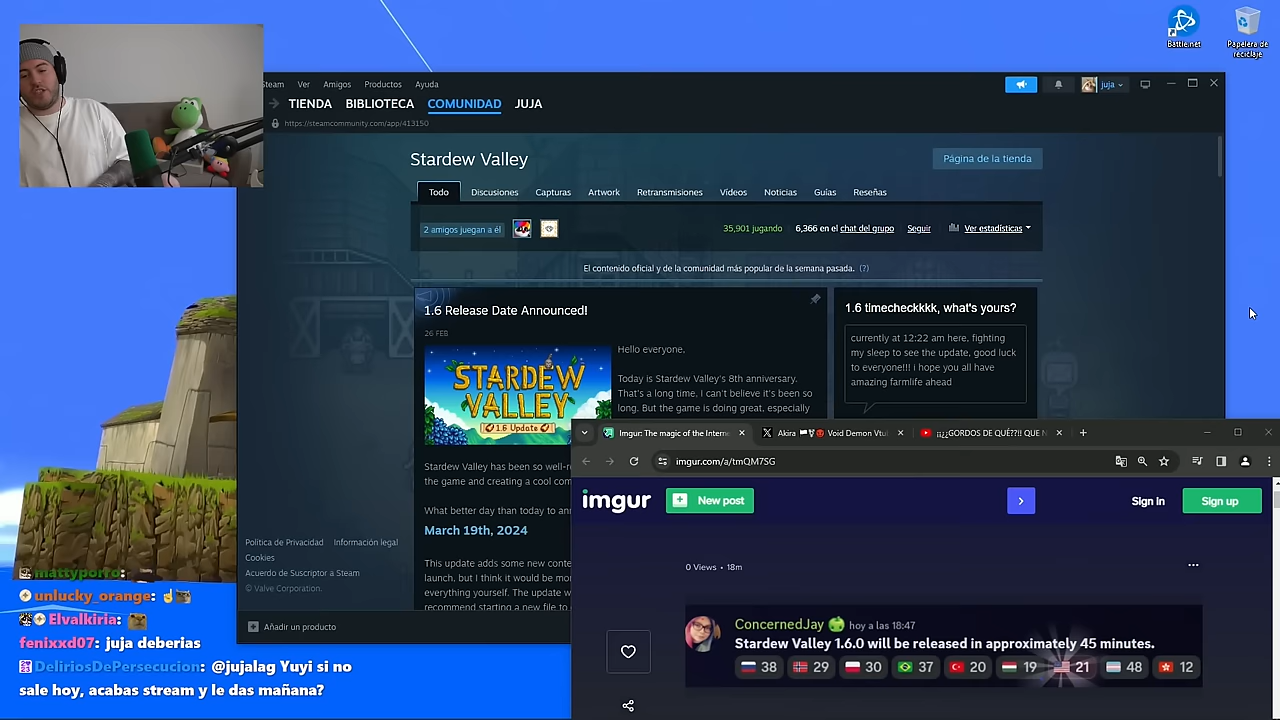 Battle.net
Papelera de
reciclaje
Steam Ver Amigos Productos Ayuda
juja
TIENDA BIBLIOTECA COMUNIDAD JUJA
https://steamcommunity.com/app/413150
Stardew Valley
Página de la tienda
Todo Discusiones Capturas Artwork Retransmisiones Vídeos Noticias Guías Reseñas
2 amigos juegan a él
35,901 jugando 6,366 en el chat del grupo Seguir Ver estadísticas
El contenido oficial y de la comunidad más popular de la semana pasada. (?)
1.6 Release Date Announced!
26 FEB
STARDEW
VALLEY
1.6 Update
Hello everyone,
Today is Stardew Valley's 8th anniversary.
That's a long time, i can't believe it's been so
long. But the game is doing great, especially
Stardew Valley has been so well-r
the game and creating a cool com
What better day than today to ann
March 19th, 2024
This update adds some new conte
launch, but I think it would be mo
everything yourself. The update w
recommend starting a new file to
1.6 timecheckkkk, what's yours?
currently at 12:22 am here, fighting
my sleep to see the update, good luck
to everyone!!! i hope you all have
amazing farmlife ahead
Política de Privacidad Información legal
Cookies
Acuerdo de Suscriptor a Steam
© Valve Corporation.
Añadir un producto
Imgur: The magic of the Intern
Akira Void Demon Vtu
¡¡¡¿¿GORDOS DE QUÉ??!! QUE N
imgur.com/a/tmQM7SG
imgur
New post
Sign in
Sign up
0 Views • 18m
ConcernedJay hoy a las 18:47
Stardew Valley 1.6.0 will be released in approximately 45 minutes.
38 29 30 37 20 19 21 48 12
mattyporro:
unlucky_orange:
Elvalkiria:
fenixxd07: juja deberias
DeliriosDePersecucion: @jujalag Yuyi si no
sale hoy, acabas stream y le das mañana?